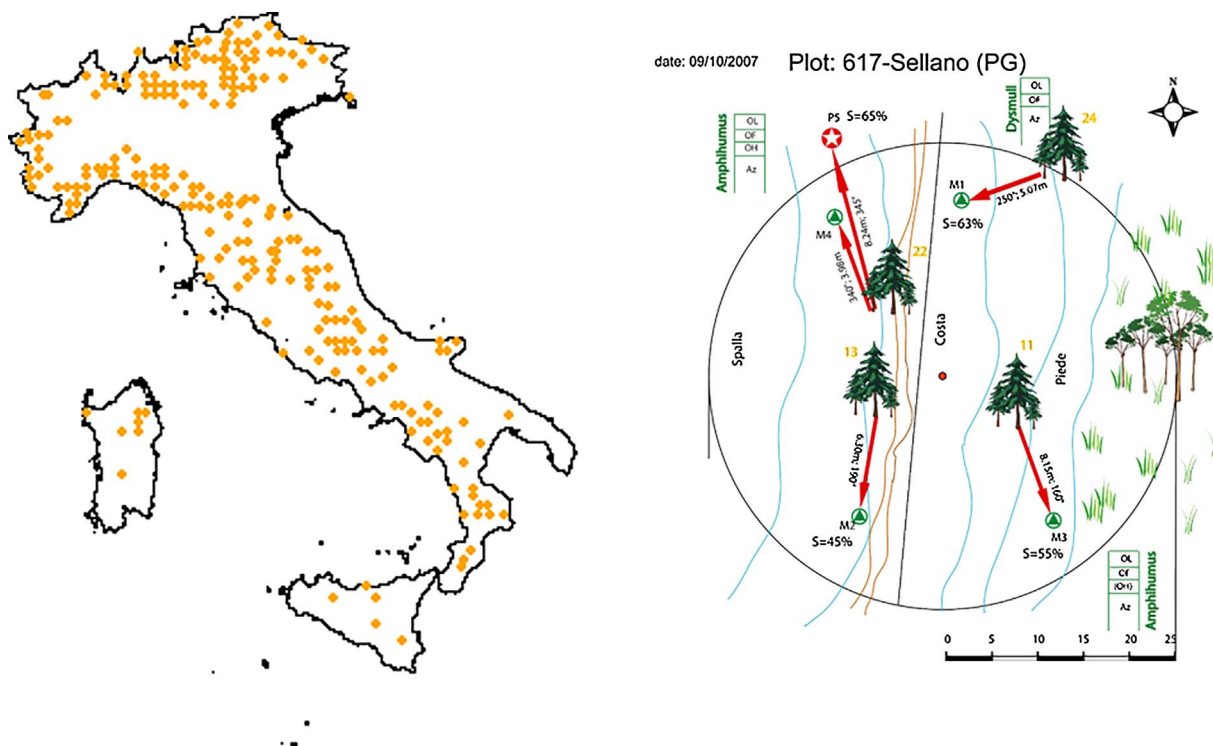 date: 09/10/2007
Plot: 617-Sellano (PG)
N
Amphihumus
OL
OF
OH
Az
P5
S=65%
Dysmull
OL
OF
Az
24
M1
250°; 5.07m
S=63%
M4
8.24m; 345°
340°; 3.98m
22
Spalla
Costa
Piede
13
11
6.30m; 190°
8.15m; 160°
M2
S=45%
M3
S=55%
OL
Of
(OH)
Az
Amphihumus
0 5 10 15 20 25